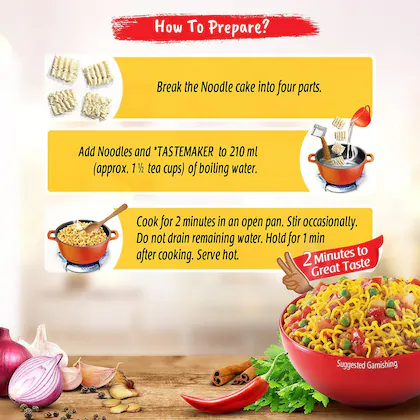 How To Prepare?
Break the Noodle cake into four parts.
Add Noodles and *TASTEMAKER to 210 ml
(approx. 1½ tea cups) of boiling water.
Cook for 2 minutes in an open pan. Stir occasionally.
Do not drain remaining water. Hold for 1 min
after cooking. Serve hot.
2 Minutes to
Great Taste
Suggested Garnishing